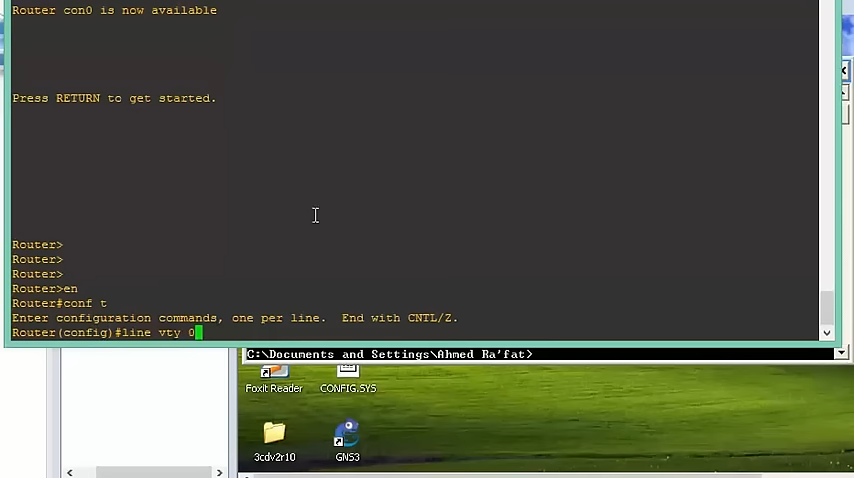 Router con0 is now available
Press RETURN to get started.
Router>
Router>
Router>
Router>en
Router#conf t
Enter configuration commands, one per line.  End with CNTL/Z.
Router(config)#line vty 0
C:\Documents and Settings\Ahmed Ra'fat>
Foxit Reader
CONFIG.SYS
3cdv2r10
GNS3